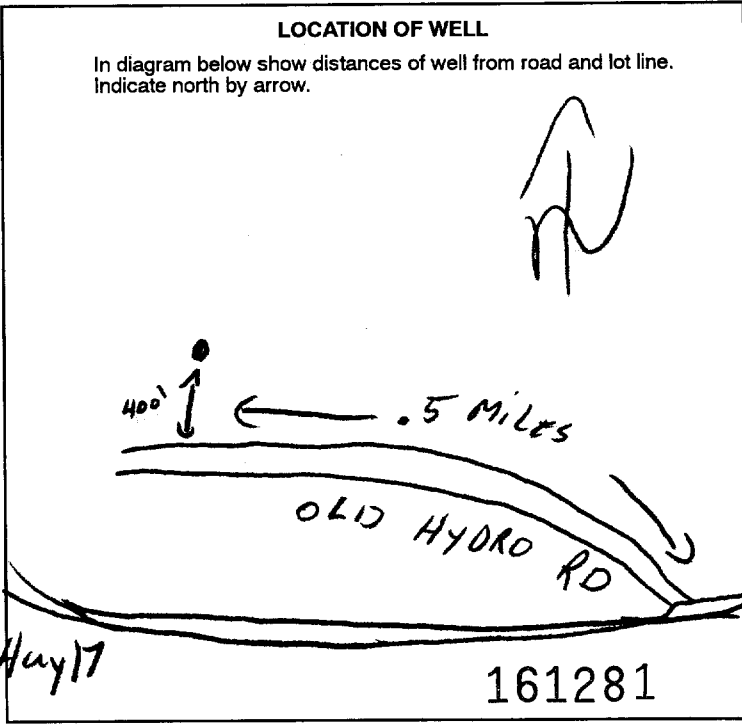 LOCATION OF WELL
In diagram below show distances of well from road and lot line.
Indicate north by arrow.
N
400'
.5 MILES
OLD HYDRO RD
Hwy 17
161281